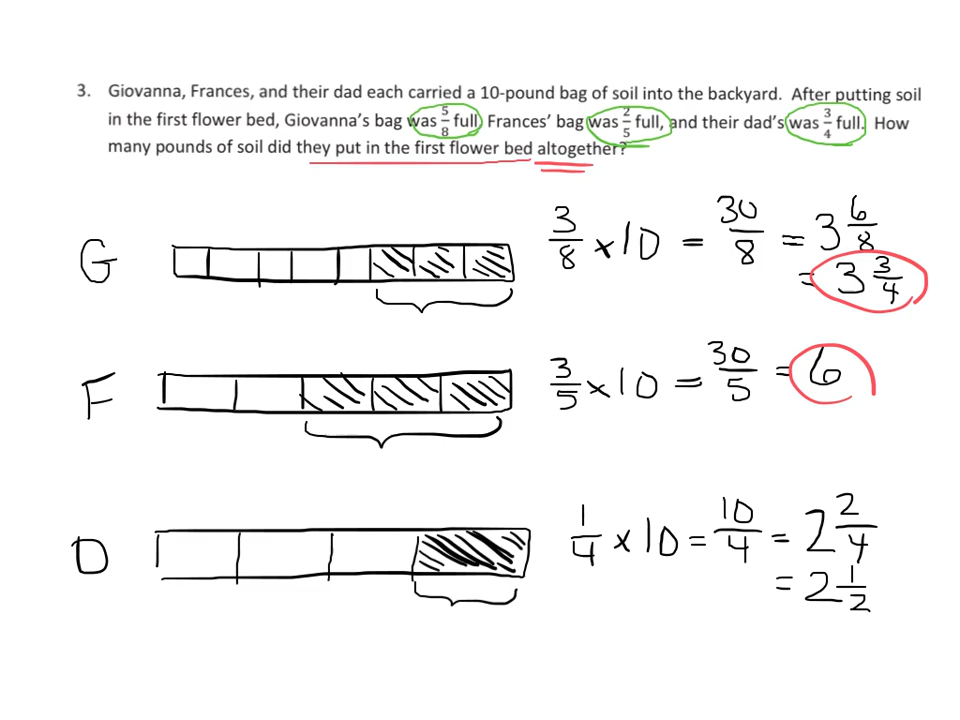 3. Giovanna, Frances, and their dad each carried a 10-pound bag of soil into the backyard. After putting soil
in the first flower bed, Giovanna's bag was 5/8 full, Frances' bag was 2/5 full, and their dad's was 3/4 full. How
many pounds of soil did they put in the first flower bed altogether?
G 3/8 × 10 = 30/8 = 3 6/8
= 3 3/4
F 3/5 × 10 = 30/5 = 6
D 1/4 × 10 = 10/4 = 2 2/4
= 2 1/2